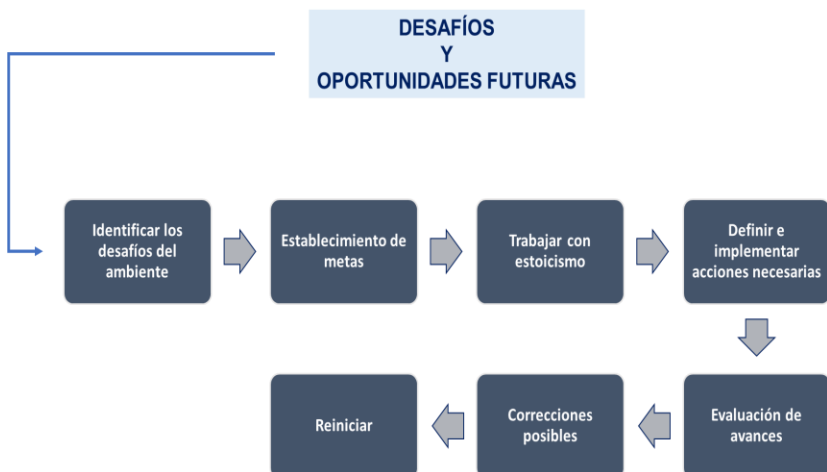 DESAFÍOS
Y
OPORTUNIDADES FUTURAS
Identificar los
desafíos del
ambiente
Establecimiento de
metas
Trabajar con
estoicismo
Definir e
implementar
acciones necesarias
Evaluación de
avances
Correcciones
posibles
Reiniciar